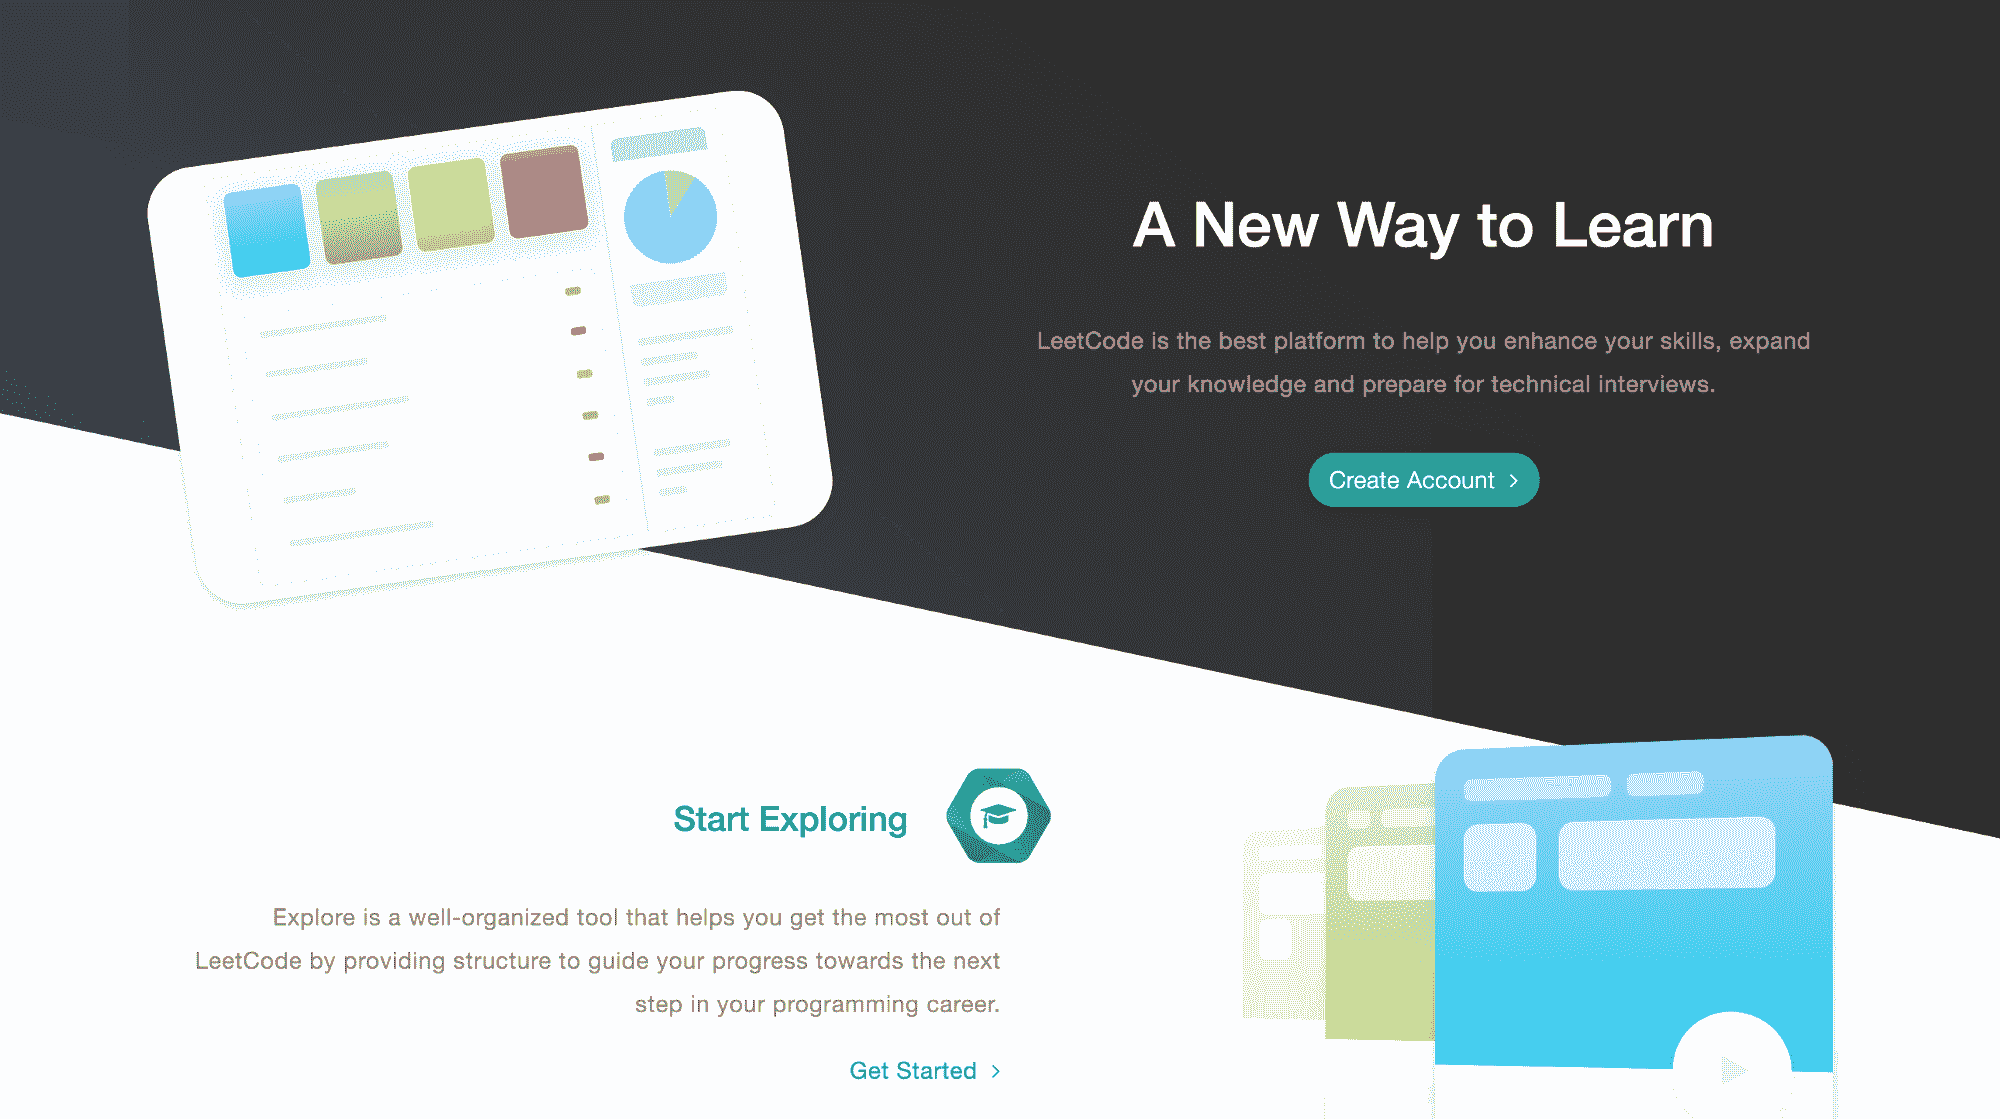 A New Way to Learn
LeetCode is the best platform to help you enhance your skills, expand
your knowledge and prepare for technical interviews.
Create Account
Start Exploring
Explore is a well-organized tool that helps you get the most out of
LeetCode by providing structure to guide your progress towards the next
step in your programming career.
Get Started